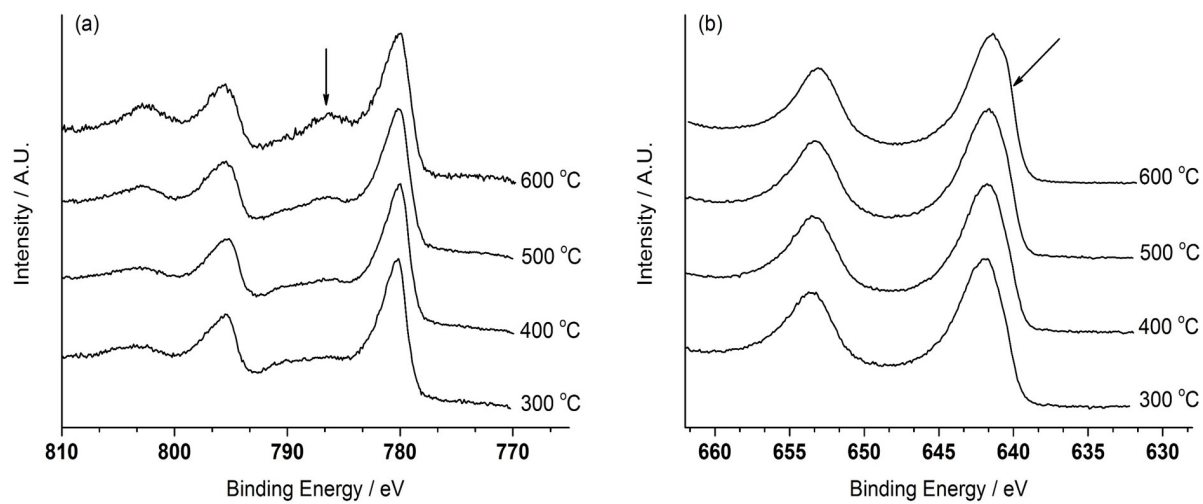 (a)
Intensity / A.U.
600 °C
500 °C
400 °C
300 °C
810 800 790 780 770
Binding Energy / eV
(b)
Intensity / A.U.
600 °C
500 °C
400 °C
300 °C
660 655 650 645 640 635 630
Binding Energy / eV